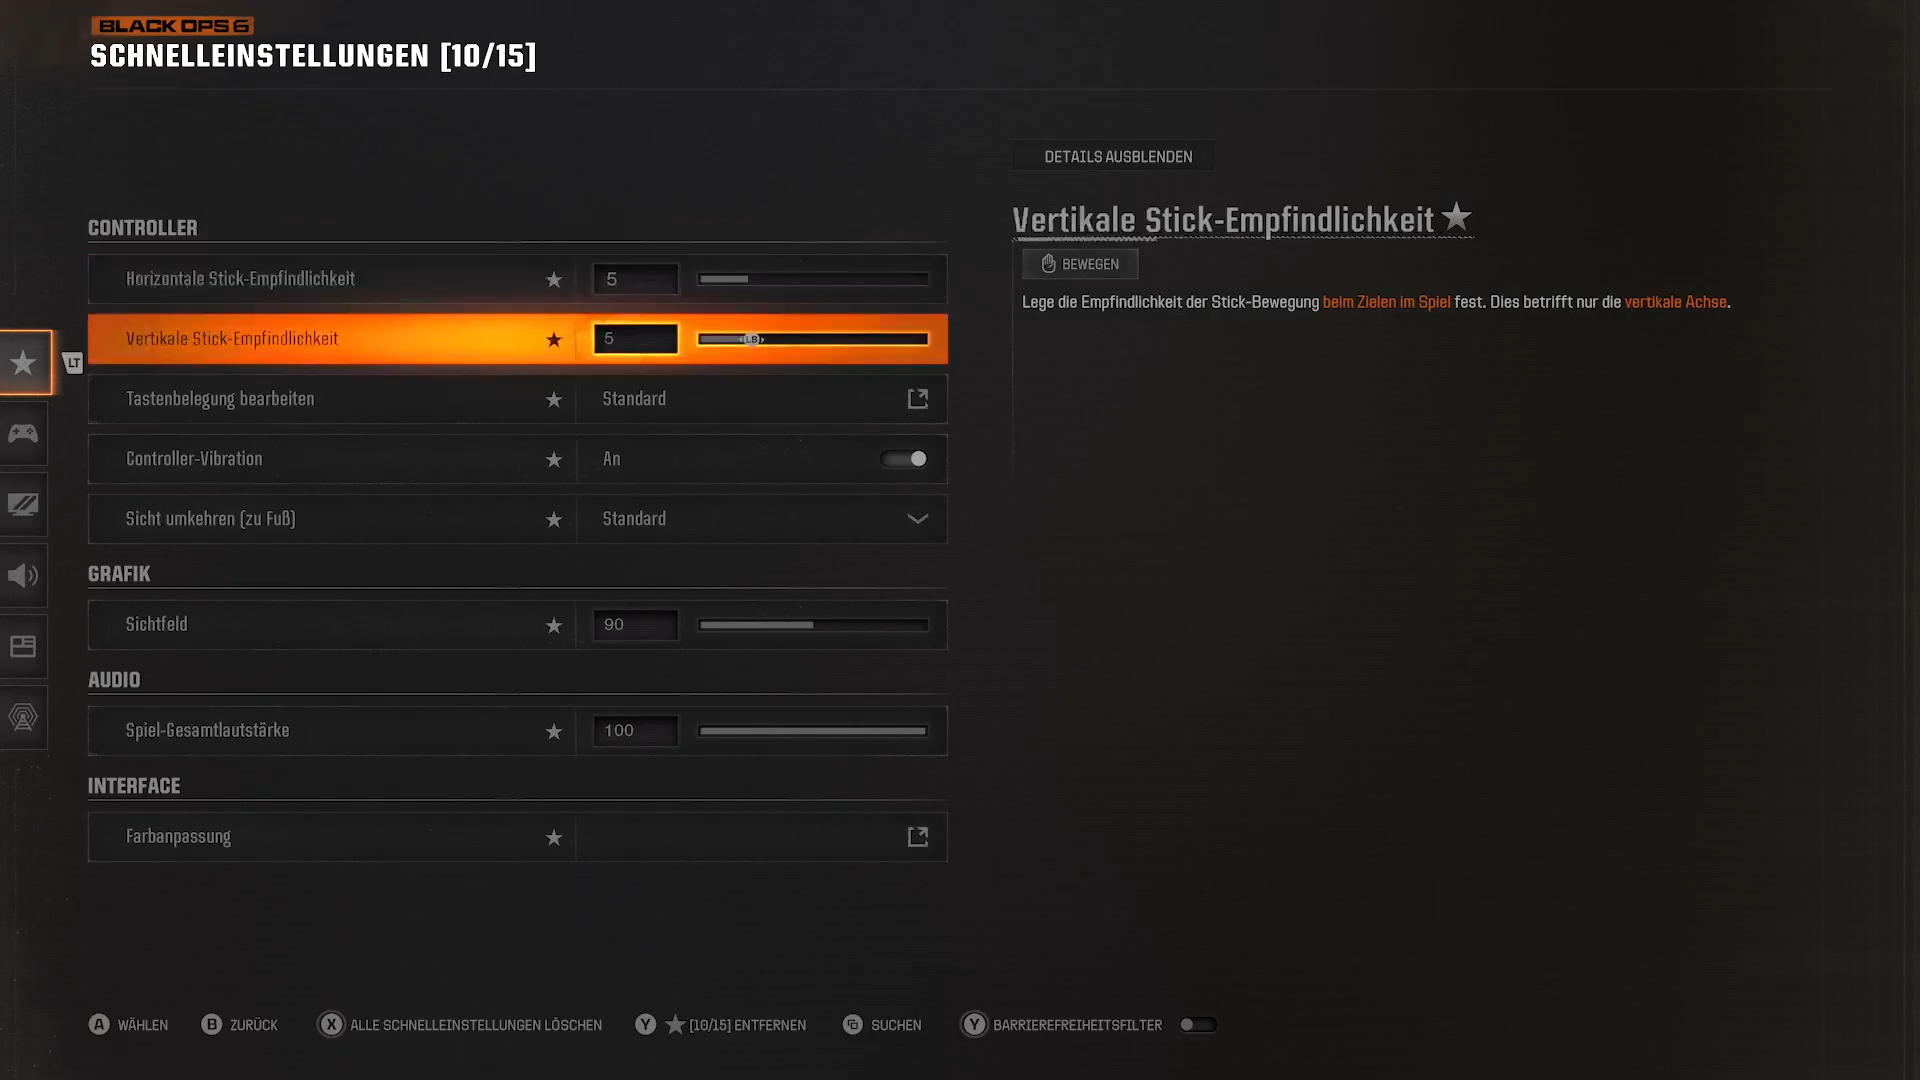 BLACK OPS 6
SCHNELLEINSTELLUNGEN [10/15]
DETAILS AUSBLENDEN
Vertikale Stick-Empfindlichkeit
BEWEGEN
Lege die Empfindlichkeit der Stick-Bewegung beim Zielen im Spiel fest. Dies betrifft nur die vertikale Achse.
CONTROLLER
Horizontale Stick-Empfindlichkeit 5
Vertikale Stick-Empfindlichkeit 5 LS
LT
Tastenbelegung bearbeiten Standard
Controller-Vibration An
Sicht umkehren (zu Fuß) Standard
GRAFIK
Sichtfeld 90
AUDIO
Spiel-Gesamtlautstärke 100
INTERFACE
Farbanpassung
A WÄHLEN B ZURÜCK X ALLE SCHNELLEINSTELLUNGEN LÖSCHEN Y [10/15] ENTFERNEN SUCHEN Y BARRIEREFREIHEITSFILTER